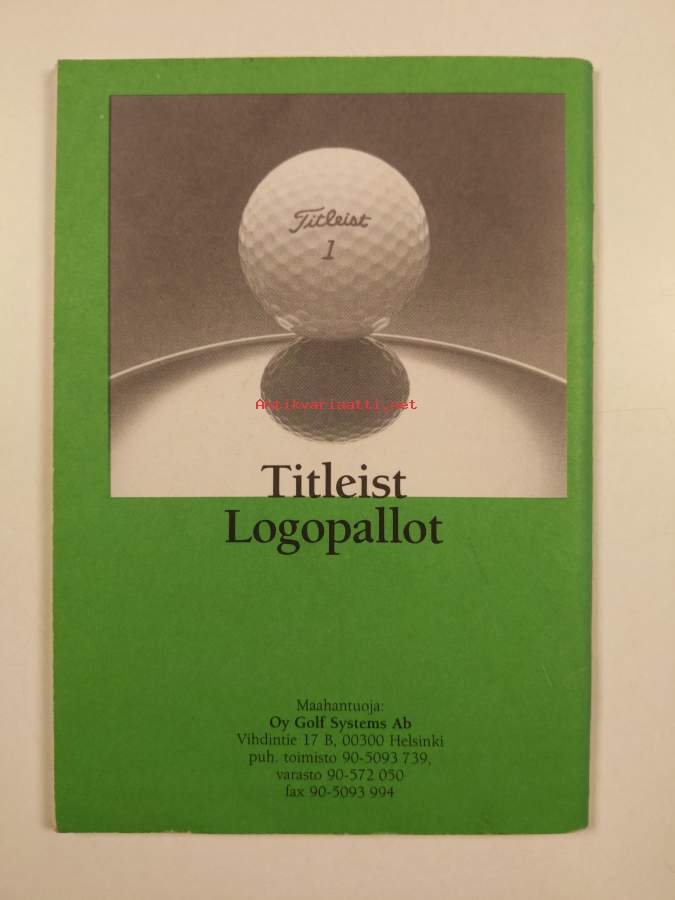 Titleist
1
Antikvariaatti.net
Titleist
Logopallot
Maahantuoja:
Oy Golf Systems Ab
Vihdintie 17 B, 00300 Helsinki
puh. toimisto 90-5093 739,
varasto 90-572 050
fax 90-5093 994